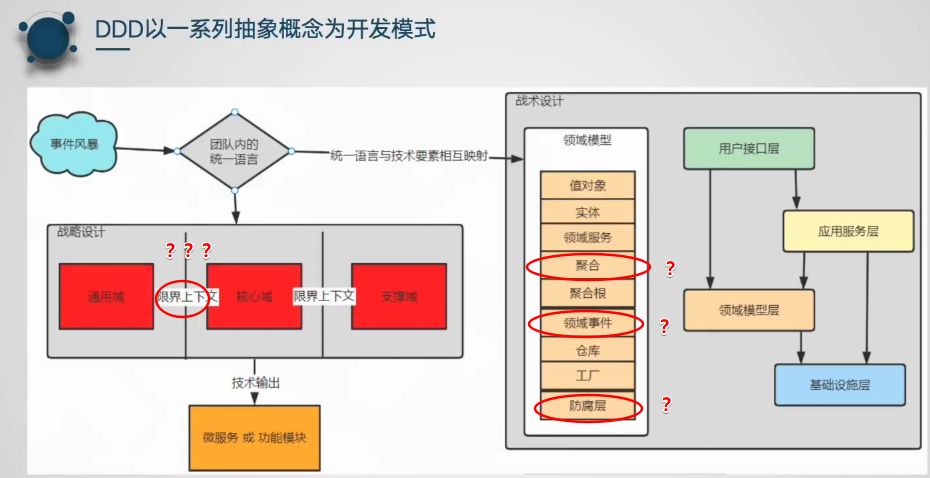 DDD以一系列抽象概念为开发模式
事件风暴
团队内的
统一语言
统一语言与技术要素相互映射
战略设计
? ? ?
通用域
限界上下文
核心域
限界上下文
支撑域
技术输出
微服务 或 功能模块
战术设计
领域模型
值对象
实体
领域服务
聚合
?
聚合根
领域事件
?
仓库
工厂
防腐层
?
用户接口层
应用服务层
领域模型层
基础设施层